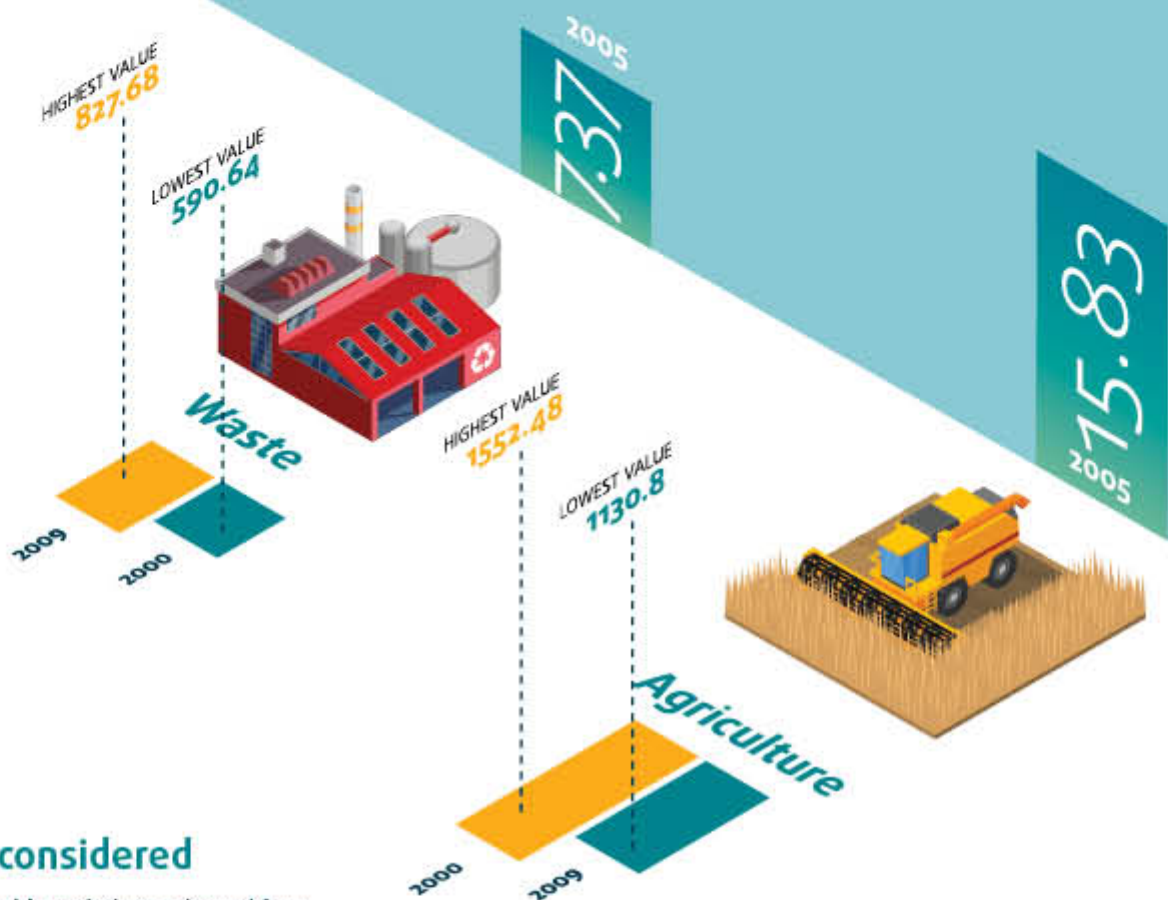 2005
7.37
HIGHEST VALUE
827.68
LOWEST VALUE
590.64
15.83
2005
Waste
2009
2000
HIGHEST VALUE
1552.48
LOWEST VALUE
1130.8
Agriculture
2000
2009
considered